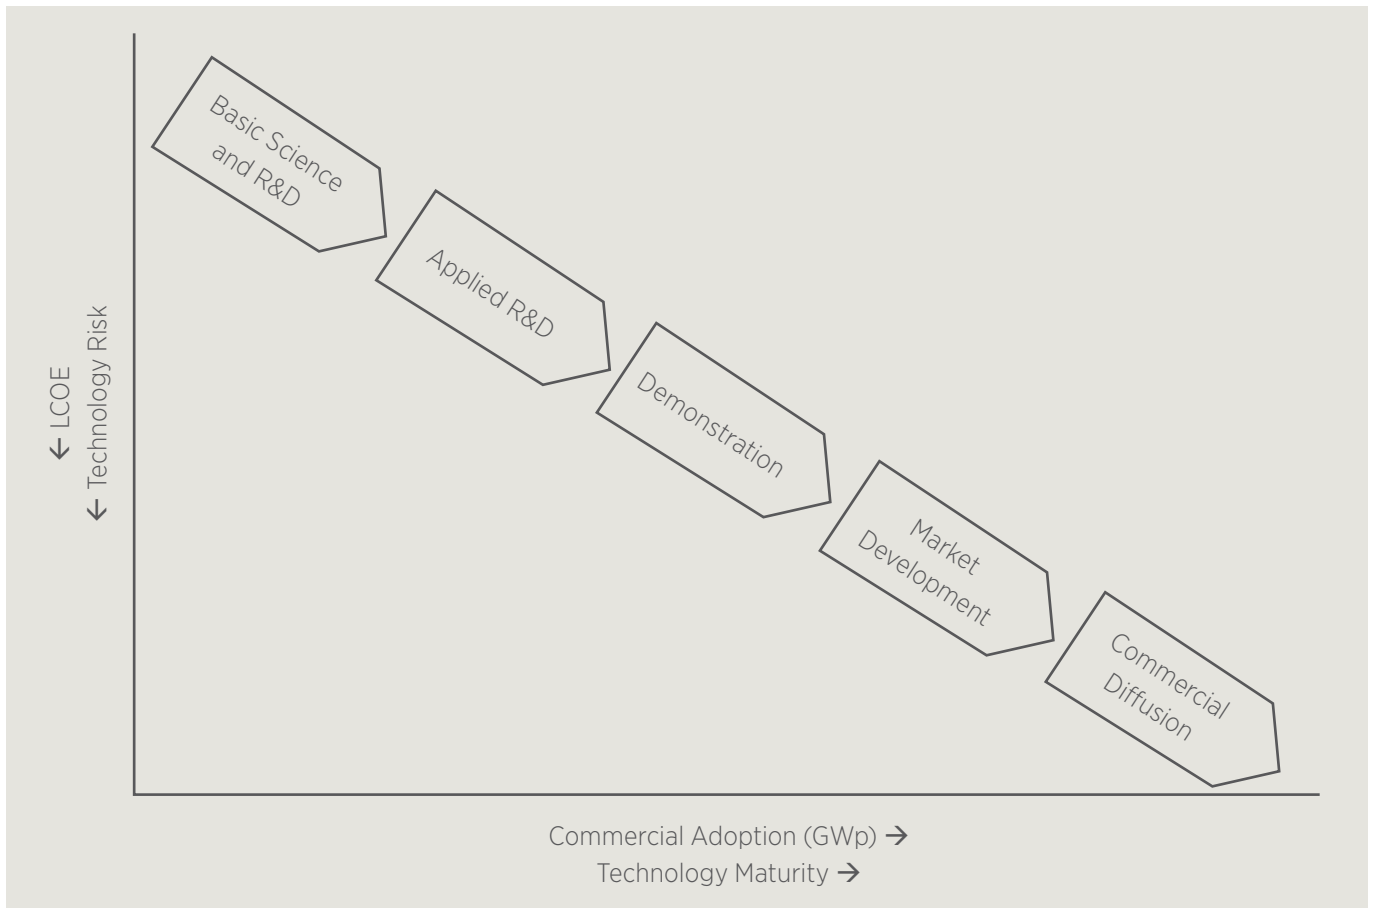 Basic Science
and R&D
Applied R&D
Demonstration
Market
Development
Commercial
Diffusion
← LCOE
← Technology Risk
Commercial Adoption (GWp) →
Technology Maturity →